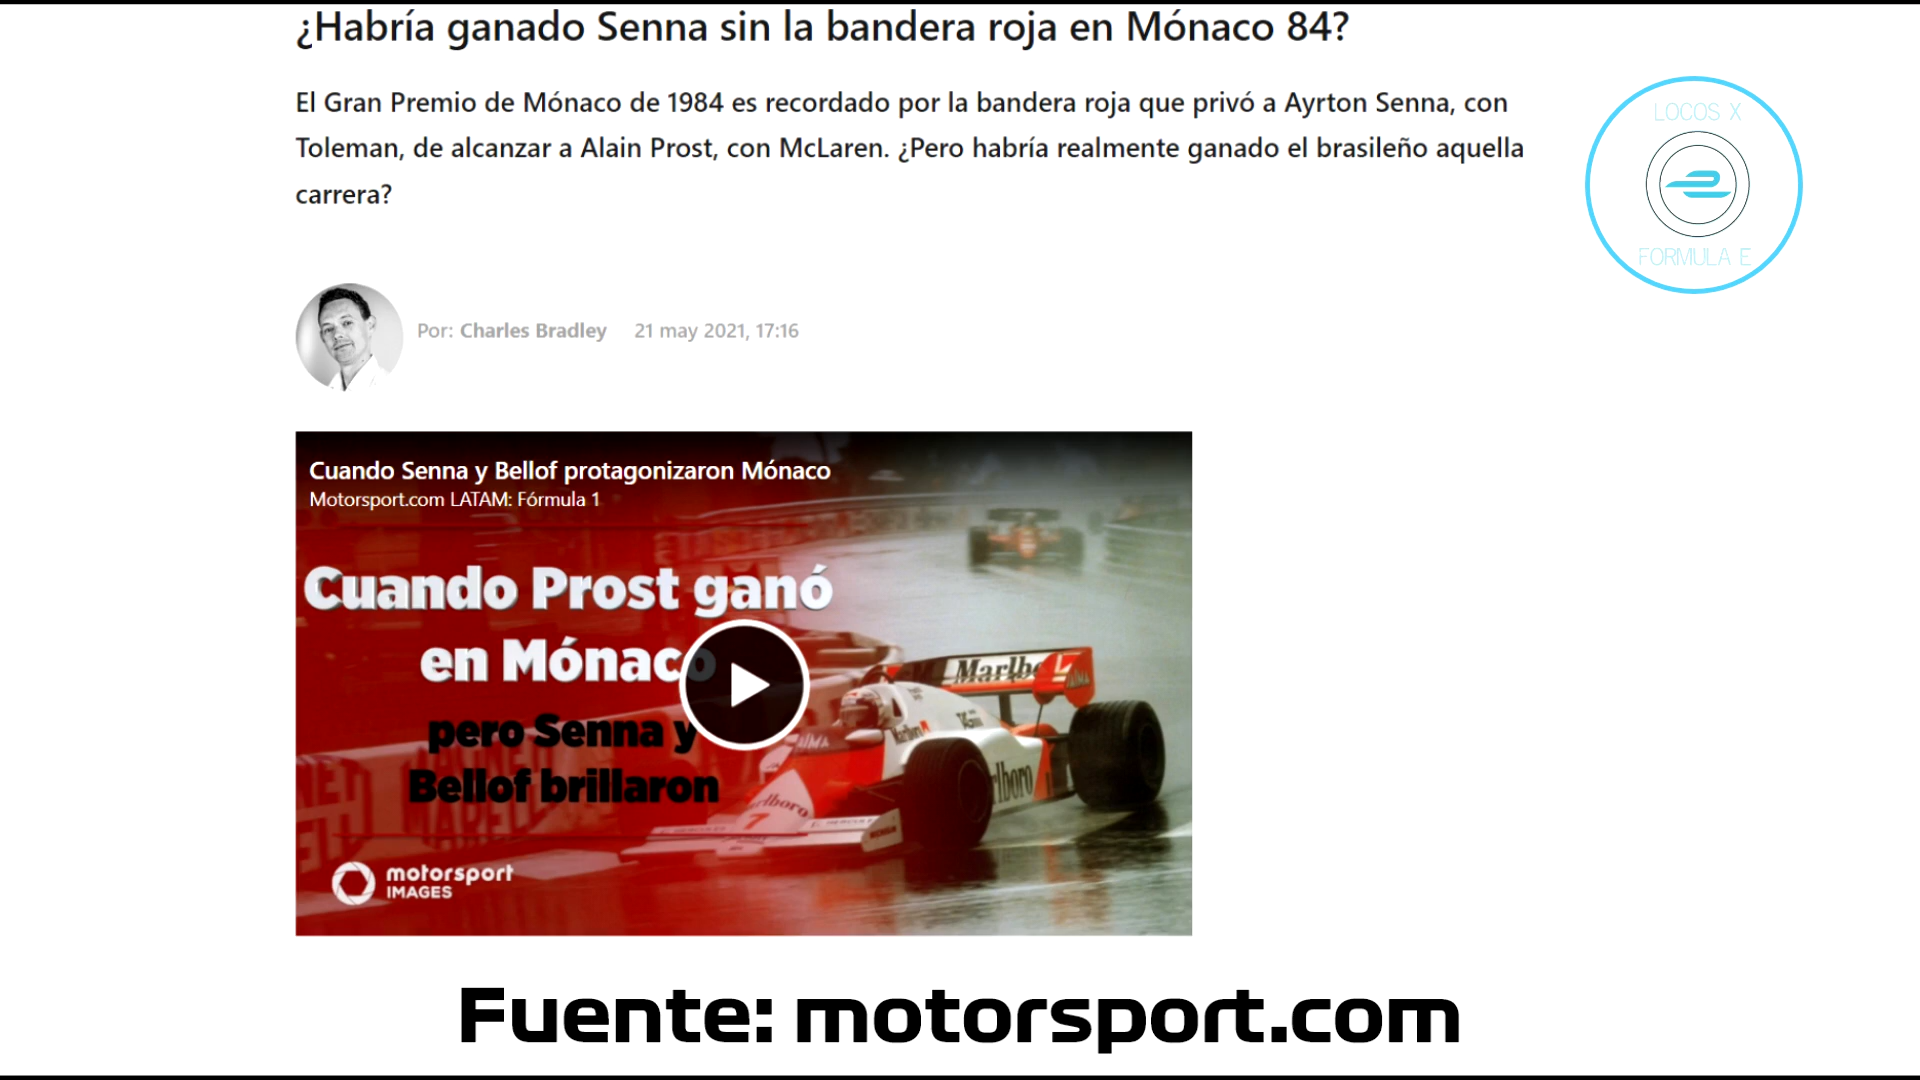 ¿Habría ganado Senna sin la bandera roja en Mónaco 84?
El Gran Premio de Mónaco de 1984 es recordado por la bandera roja que privó a Ayrton Senna, con
Toleman, de alcanzar a Alain Prost, con McLaren. ¿Pero habría realmente ganado el brasileño aquella
carrera?
LOCOS X
FORMULA E
Por: Charles Bradley 21 may 2021, 17:16
Cuando Senna y Bellof protagonizaron Mónaco
Motorsport.com LATAM: Fórmula 1
Cuando Prost ganó
en Mónaco
pero Senna y
Bellof brillaron
Marlbo
Marlboro
7
motorsport
IMAGES
Fuente: motorsport.com